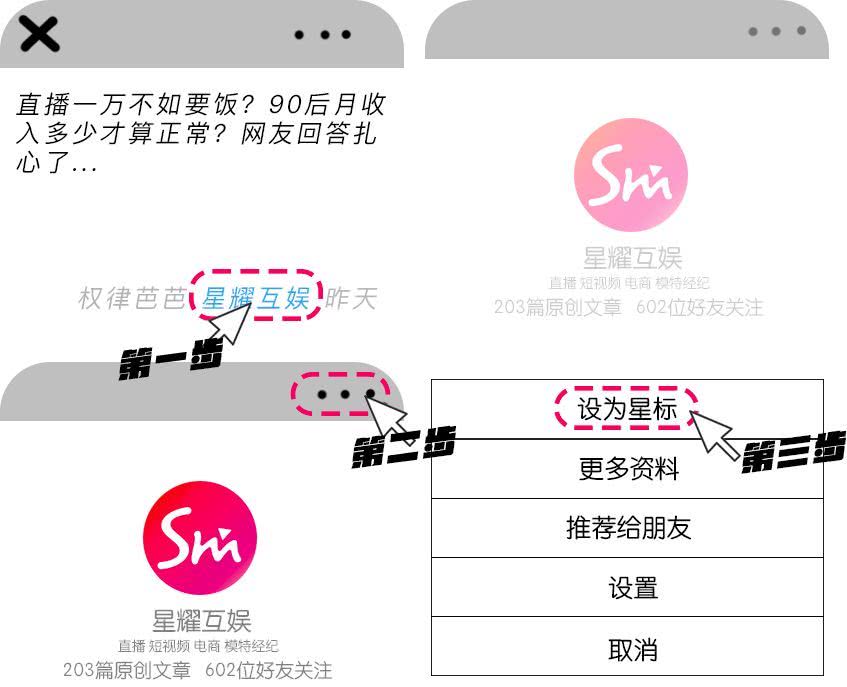 直播一万不如要饭？90后月收
入多少才算正常？网友回答扎
心了...
权律芭芭 星耀互娱 昨天
第一步
第二步
Sm
星耀互娱
直播 短视频 电商 模特经纪
203篇原创文章 602位好友关注
Sm
星耀互娱
直播 短视频 电商 模特经纪
203篇原创文章 602位好友关注
设为星标
第三步
更多资料
推荐给朋友
设置
取消